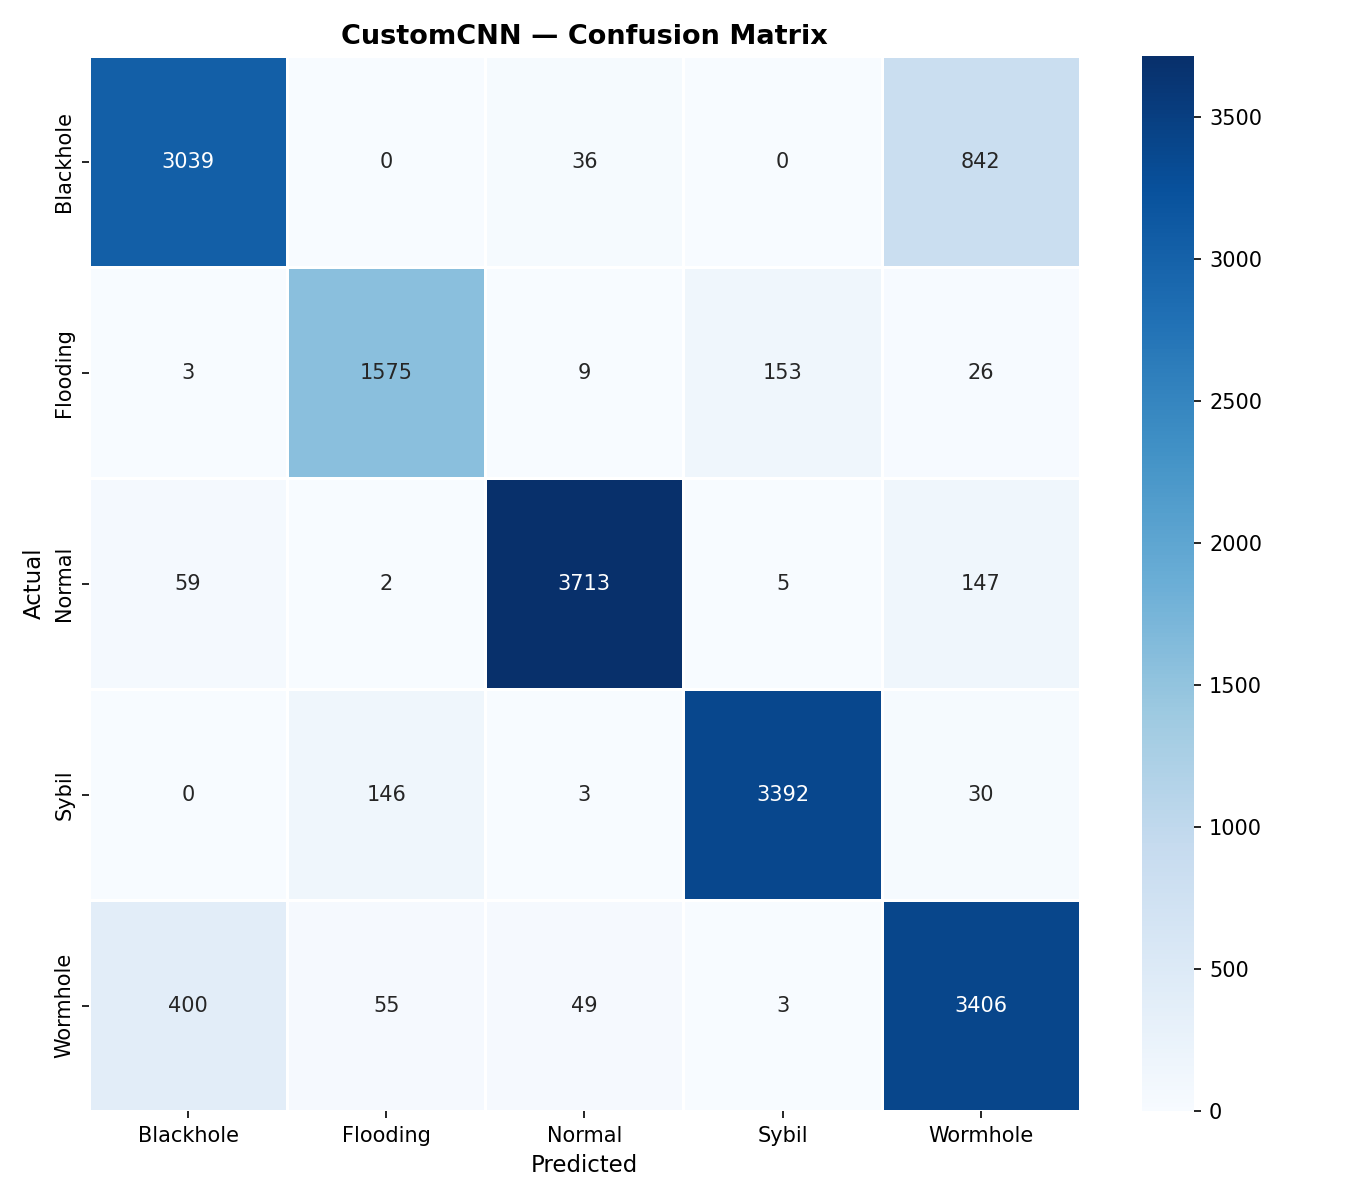 CustomCNN — Confusion Matrix
Actual
Blackhole 3039 0 36 0 842
Flooding 3 1575 9 153 26
Normal 59 2 3713 5 147
Sybil 0 146 3 3392 30
Wormhole 400 55 49 3 3406
Blackhole Flooding Normal Sybil Wormhole
Predicted
3500
3000
2500
2000
1500
1000
500
0